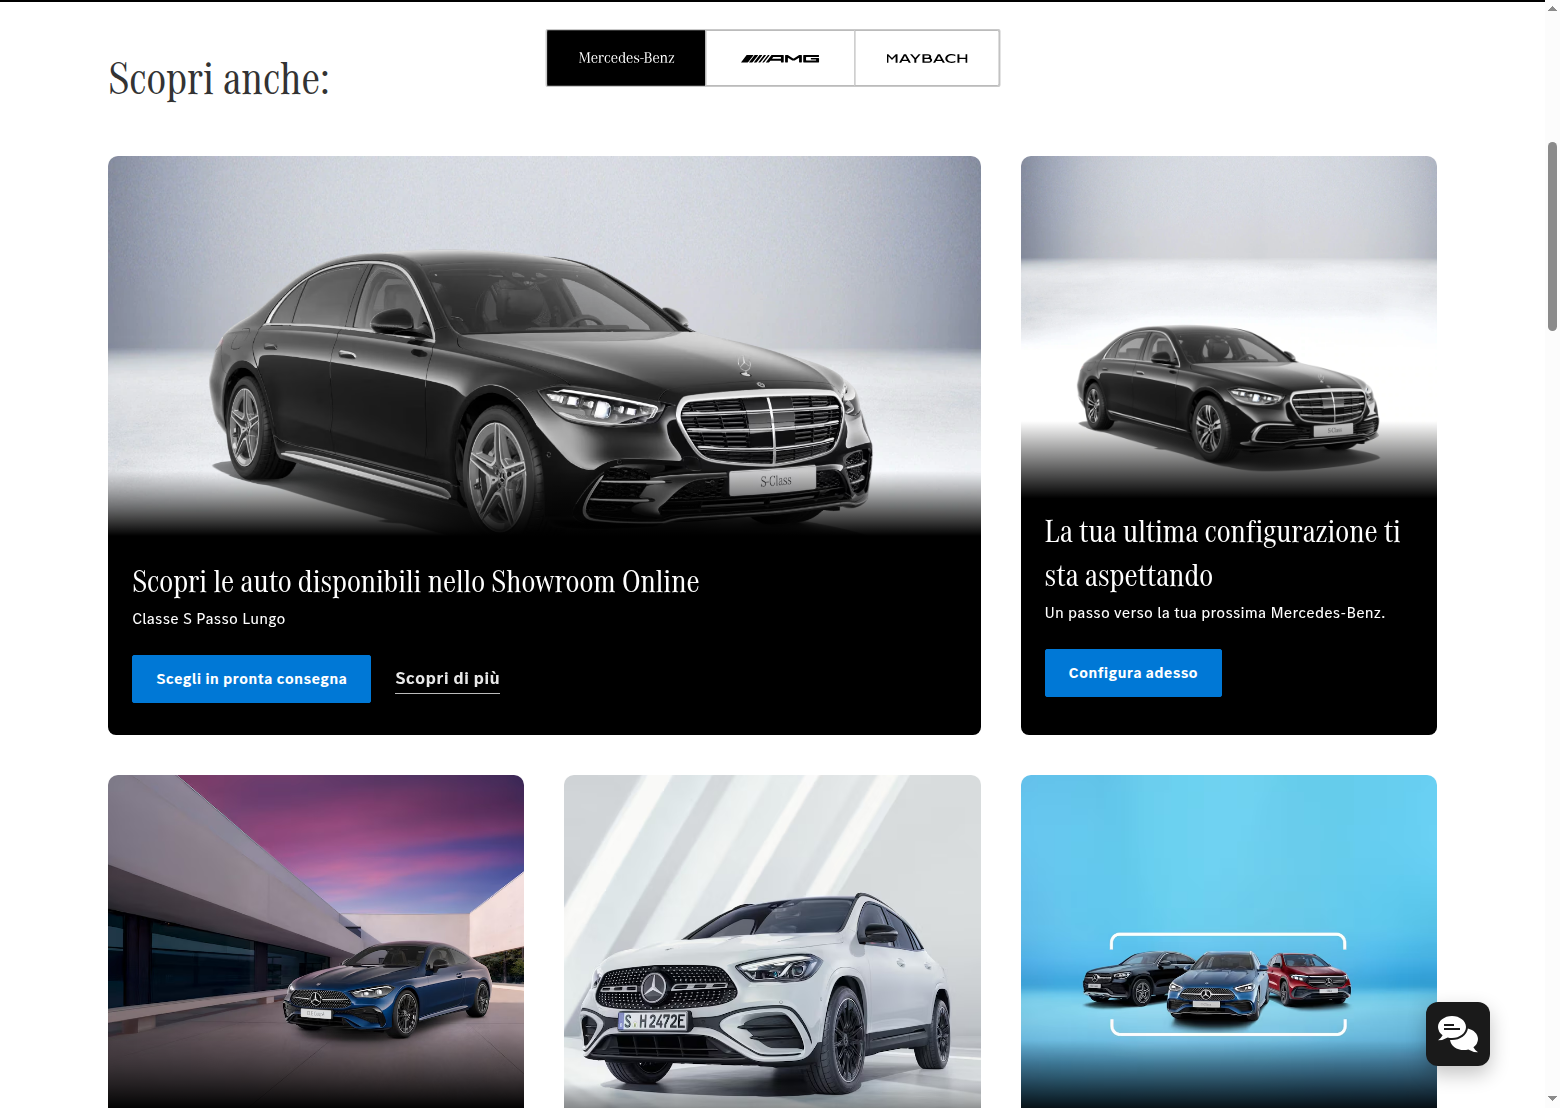 Scopri anche:
Mercedes-Benz
AMG
MAYBACH
S-Class
Scopri le auto disponibili nello Showroom Online
Classe S Passo Lungo
Scegli in pronta consegna
Scopri di più
S-Class
La tua ultima configurazione ti
sta aspettando
Un passo verso la tua prossima Mercedes-Benz.
Configura adesso
S H 2472E